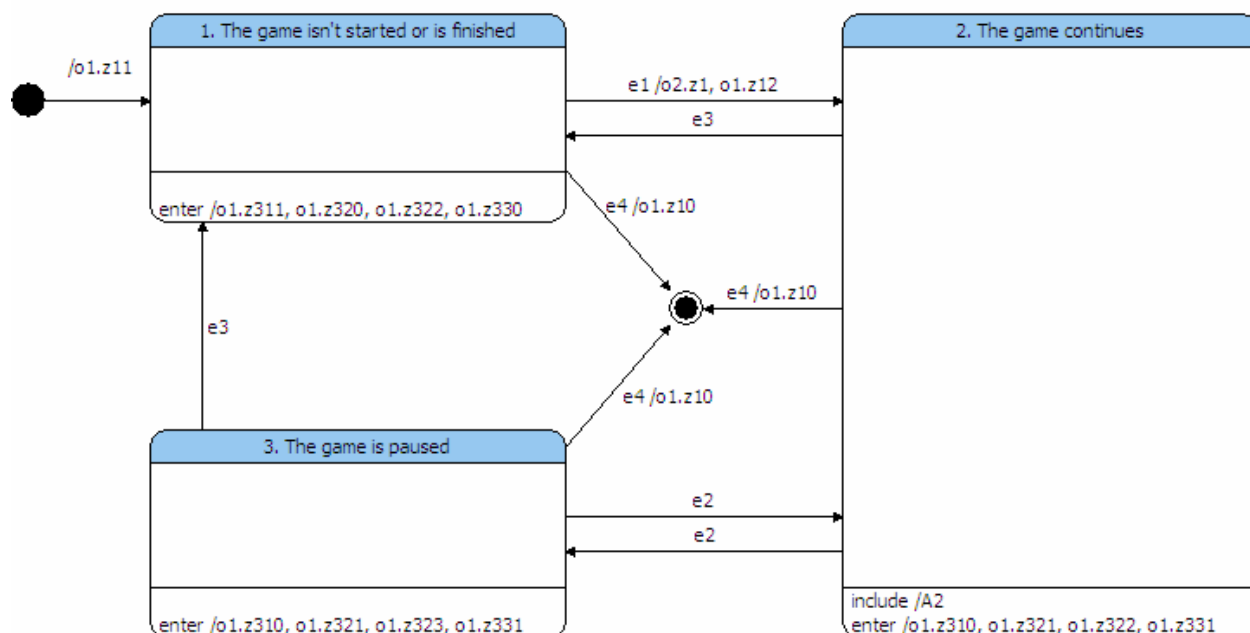 1. The game isn't started or is finished
2. The game continues
/o1.z11
e1 /o2.z1, o1.z12
e3
enter /o1.z311, o1.z320, o1.z322, o1.z330
e4 /o1.z10
e4 /o1.z10
e3
e4 /o1.z10
3. The game is paused
e2
e2
include /A2
enter /o1.z310, o1.z321, o1.z323, o1.z331
enter /o1.z310, o1.z321, o1.z322, o1.z331